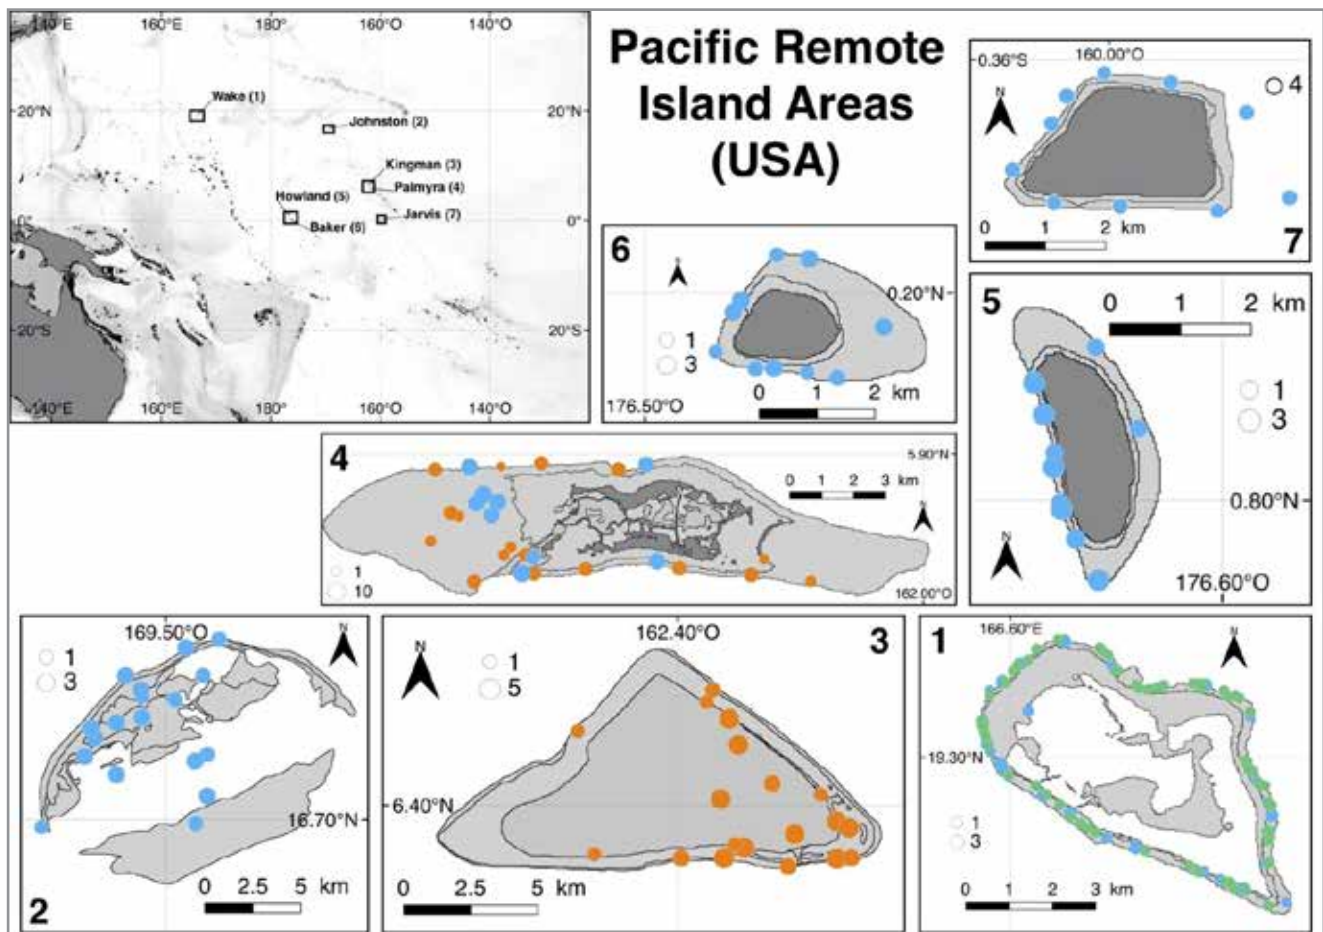 140°E 160°E 180° 160°O 140°O
Wake (1)
20°N
Johnston (2)
20°N
Kingman (3)
Palmyra (4)
Howland (5)
Jarvis (7)
0°
Baker (6)
0°
20°S
20°S
140°E 160°E 180° 160°O 140°O
Pacific Remote
Island Areas
(USA)
160.00°O
0.36°S
N
4
0 1 2 km
7
6
0.20°N
1
3
0 1 2 km
176.50°O
5
0 1 2 km
1
3
0.80°N
N
176.60°O
4
5.90°N
0 1 2 3 km
N
1
10
162.00°O
169.50°O
N
1
3
16.70°N
0 2.5 5 km
2
162.40°O
3
N
1
5
6.40°N
0 2.5 5 km
1
166.60°E
N
19.30°N
1
3
0 1 2 3 km